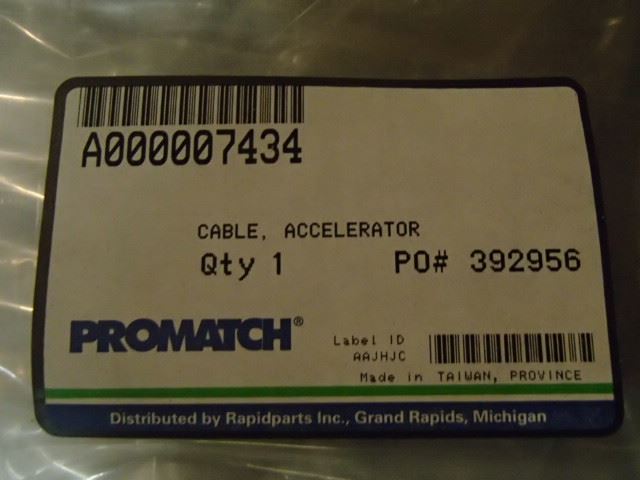 A000007434
CABLE, ACCELERATOR
Qty 1 PO# 392956
PROMATCH®
Label ID
AAJHJC
Made in TAIWAN, PROVINCE
Distributed by Rapidparts Inc., Grand Rapids, Michigan